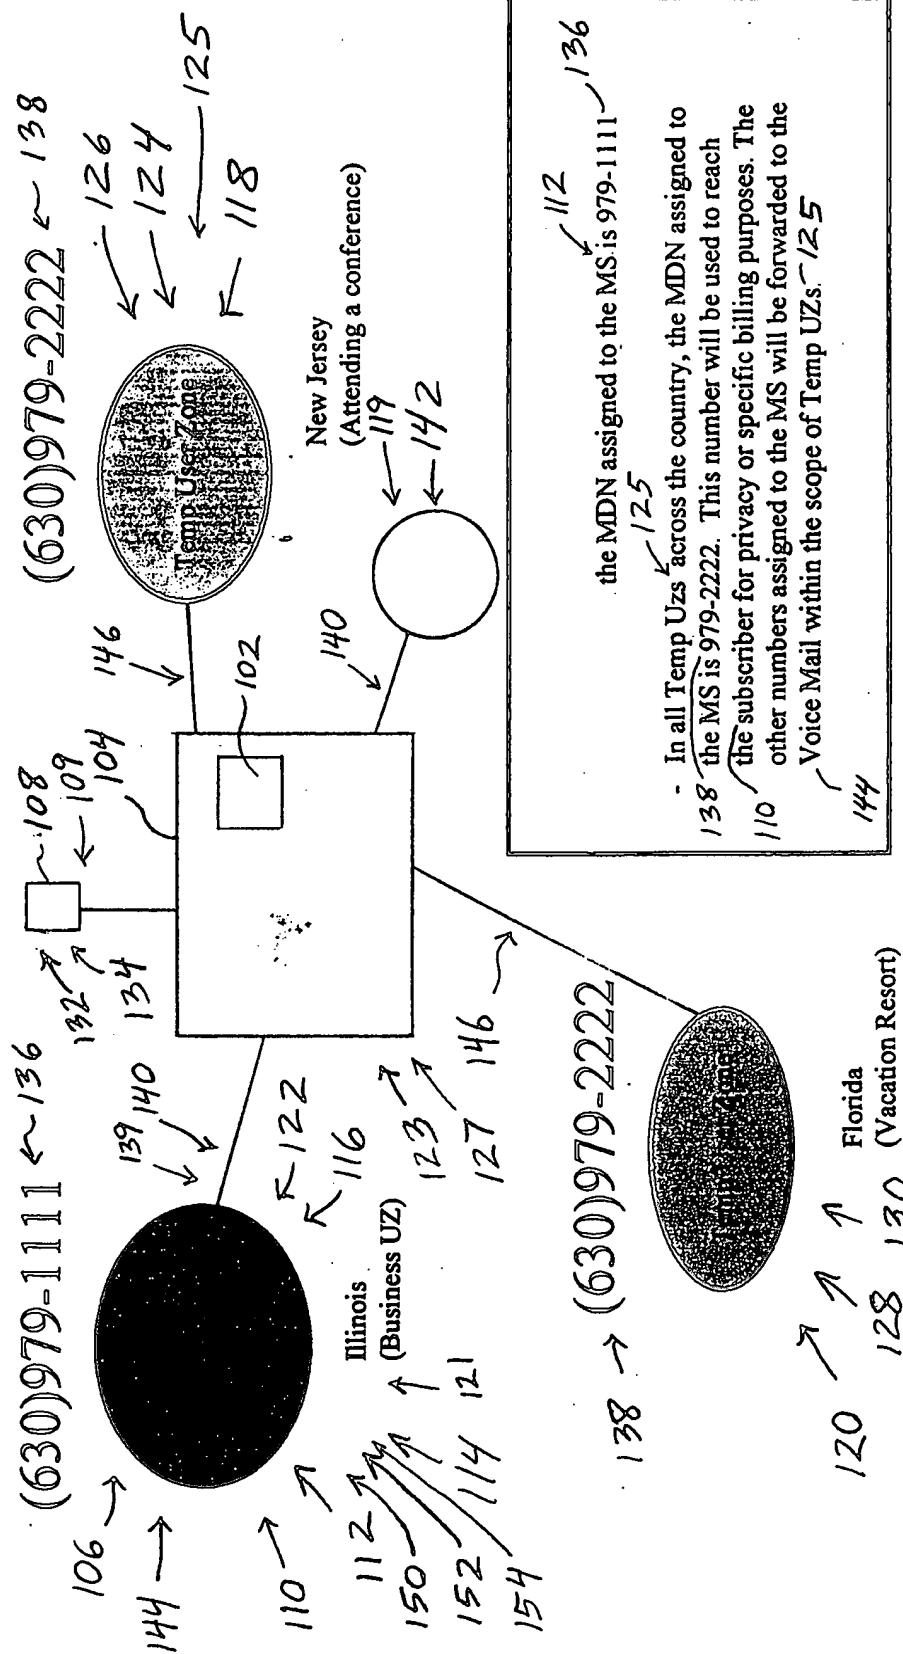 (630)979-1111 ← 136
106
144
110
112
150
152
154
114
121
139
140
122
116
Illinois
(Business UZ)
132
134
108
109
104
102
123
127
146
(630)979-2222 ← 138
146
Temp User Zone
126
124
125
118
New Jersey
(Attending a conference)
119
142
140
138 → (630)979-2222
Zone
120
128
130
Florida
(Vacation Resort)
112
the MDN assigned to the MS is 979-1111 136
125
- In all Temp Uzs across the country, the MDN assigned to
138 the MS is 979-2222. This number will be used to reach
110 the subscriber for privacy or specific billing purposes. The
other numbers assigned to the MS will be forwarded to the
Voice Mail within the scope of Temp UZs. 125
144